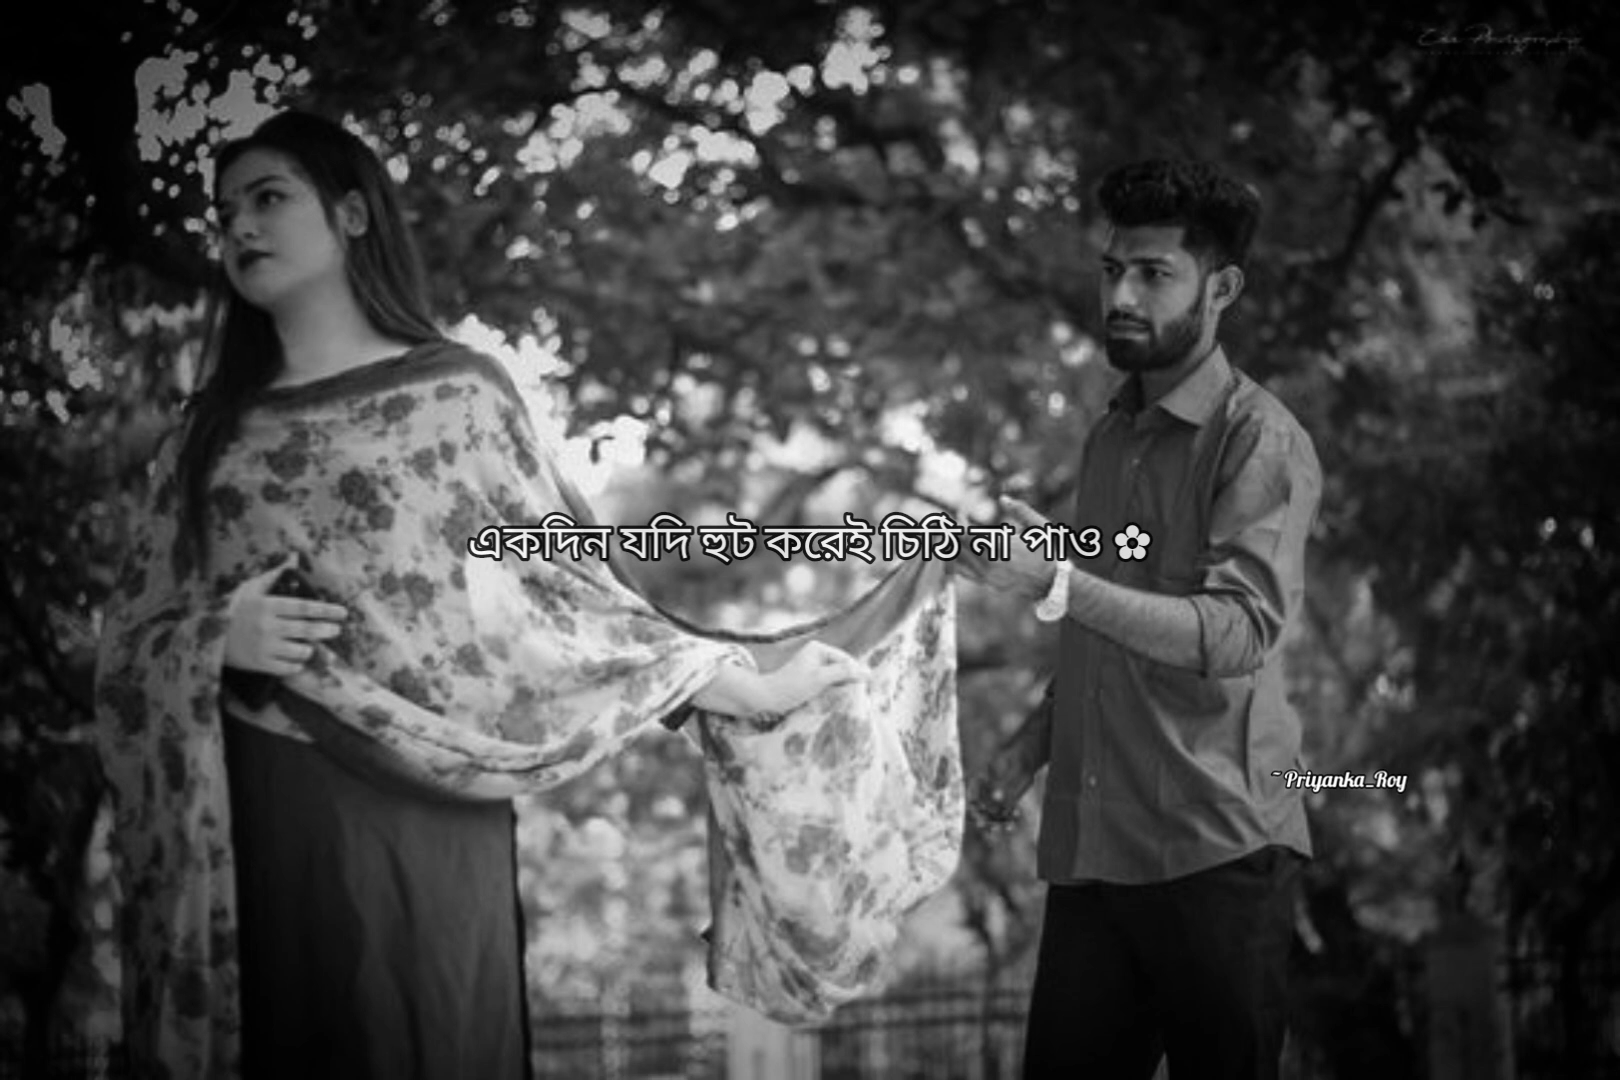 একদিন যদি হুট করেই চিঠি না পাও ✿
~ Priyanka_Roy